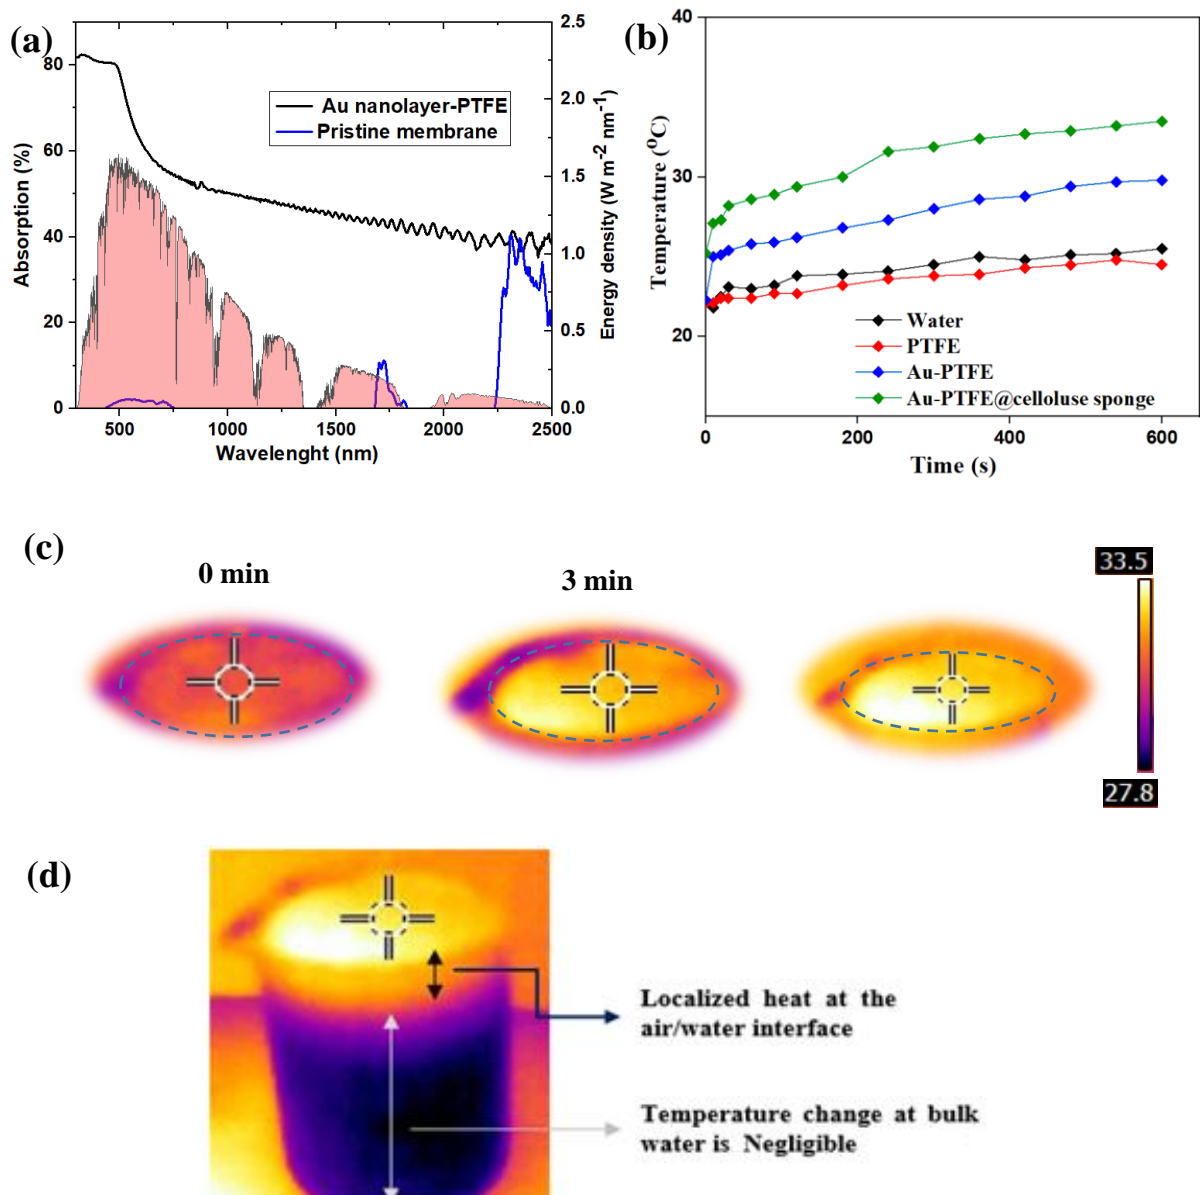 (a)
Absorption (%)
80
60
40
20
0
Au nanolayer-PTFE
Pristine membrane
2.5
2.0
1.5
1.0
0.5
0.0
Energy density (W m-2 nm-1)
500
1000
1500
2000
2500
Wavelenght (nm)
(b)
Temperature (oC)
40
30
20
Water
PTFE
Au-PTFE
Au-PTFE@celloluse sponge
0
200
400
600
Time (s)
(c)
0 min
3 min
33.5
27.8
(d)
Localized heat at the
air/water interface
Temperature change at bulk
water is Negligible